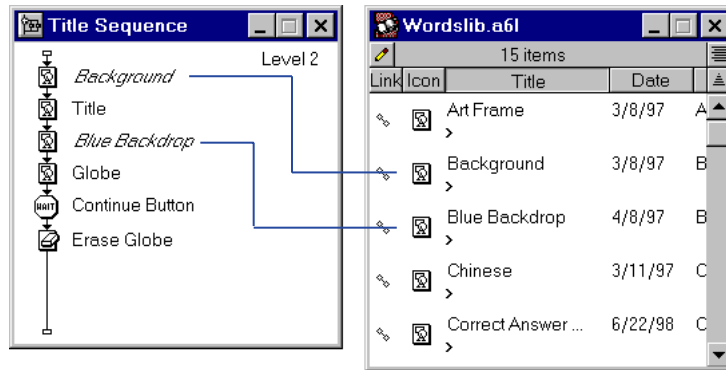 Title Sequence
Level 2
Background
Title
Blue Backdrop
Globe
WAIT
Continue Button
Erase Globe
Wordslib.a6l
15 items
Link Icon Title Date
Art Frame 3/8/97 A
>
Background 3/8/97 B
>
Blue Backdrop 4/8/97 B
>
Chinese 3/11/97 C
>
Correct Answer ... 6/22/98 C
>